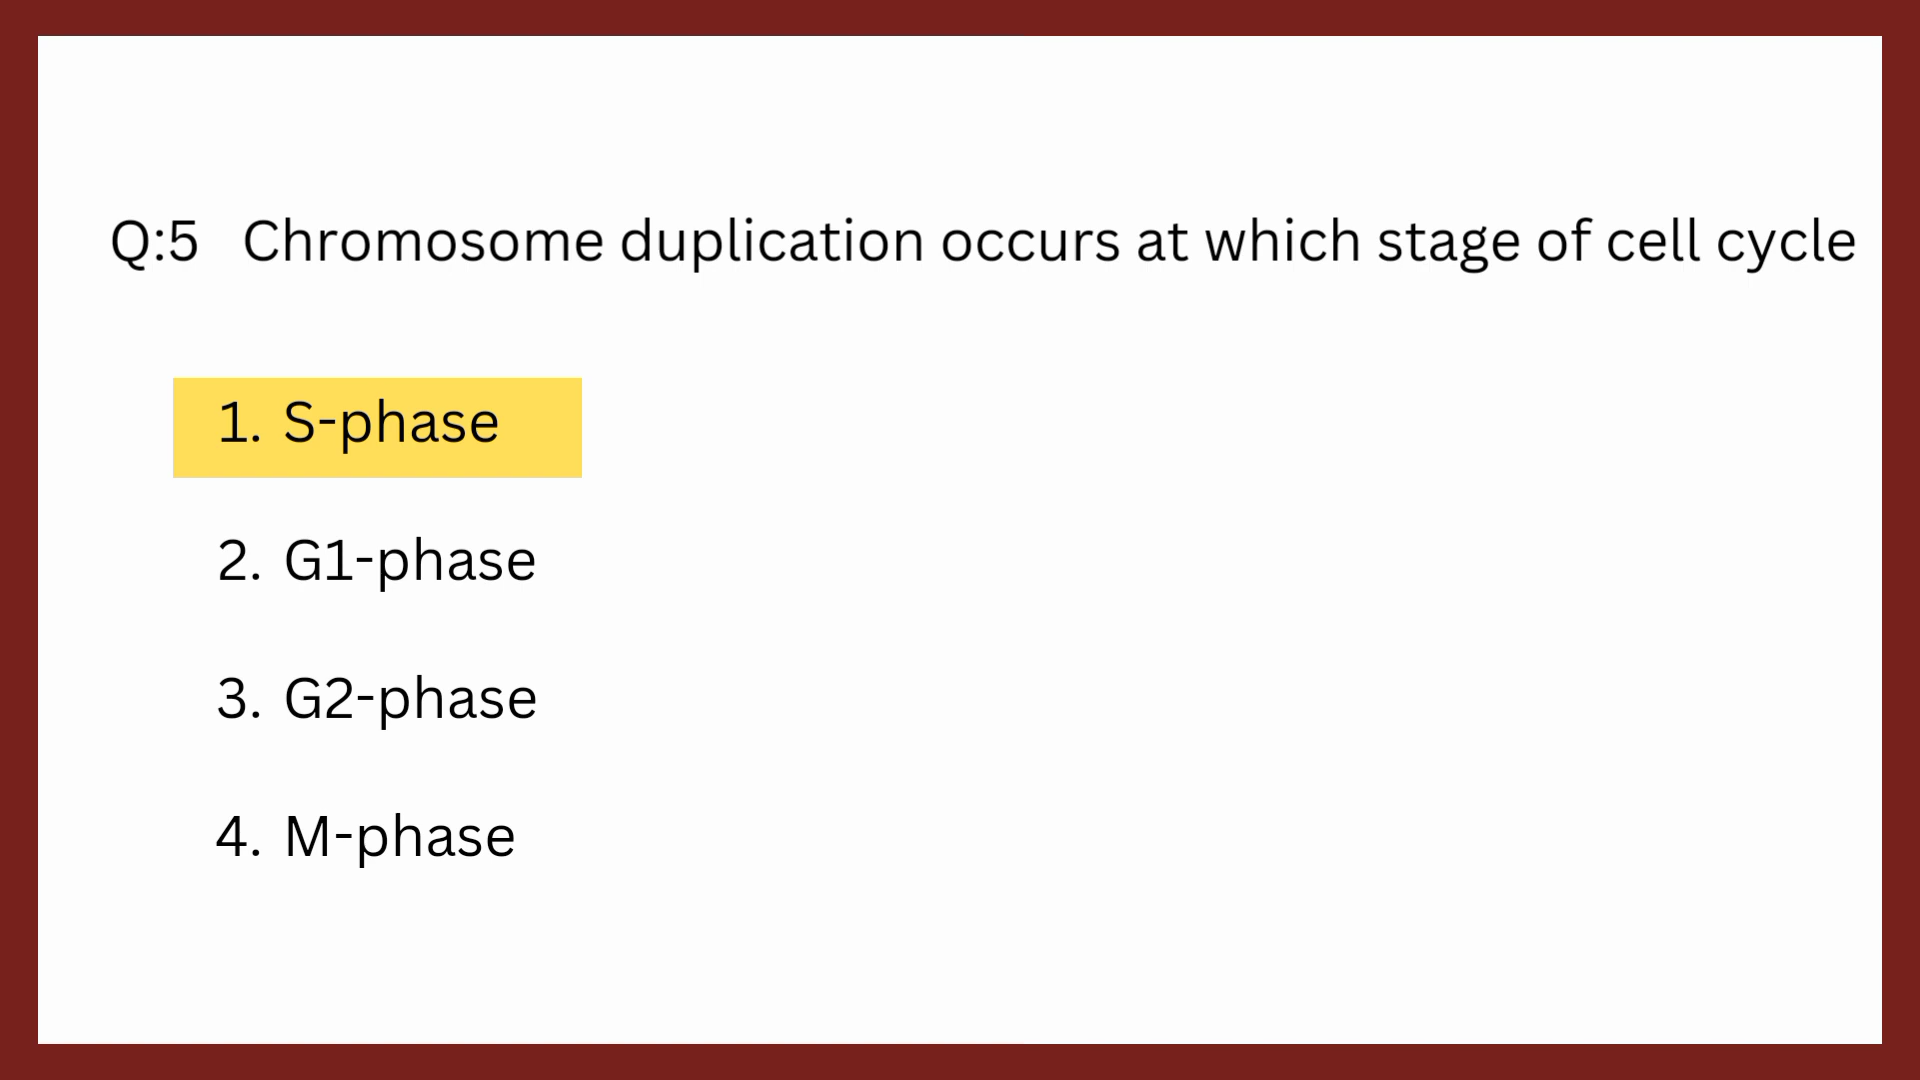 Q:5 Chromosome duplication occurs at which stage of cell cycle
1. S-phase
2. G1-phase
3. G2-phase
4. M-phase